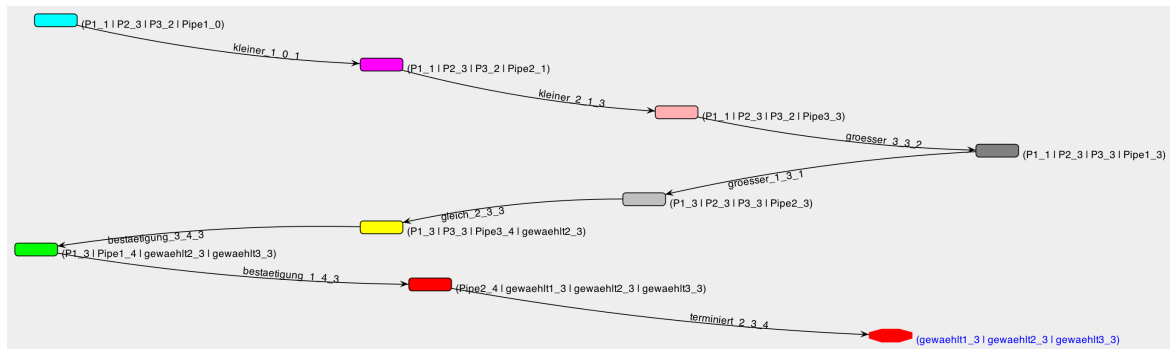 (P1_1 | P2_3 | P3_2 | Pipe1_0)
kleiner_1_0_1
(P1_1 | P2_3 | P3_2 | Pipe2_1)
kleiner_2_1_3
(P1_1 | P2_3 | P3_2 | Pipe3_3)
groesser_3_3_2
(P1_1 | P2_3 | P3_3 | Pipe1_3)
groesser_1_3_1
(P1_3 | P2_3 | P3_3 | Pipe2_3)
gleich_2_3_3
(P1_3 | P3_3 | Pipe3_4 | gewaehlt2_3)
bestaetigung_3_4_3
(P1_3 | Pipe1_4 | gewaehlt2_3 | gewaehlt3_3)
bestaetigung_1_4_3
(Pipe2_4 | gewaehlt1_3 | gewaehlt2_3 | gewaehlt3_3)
terminiert_2_3_4
(gewaehlt1_3 | gewaehlt2_3 | gewaehlt3_3)